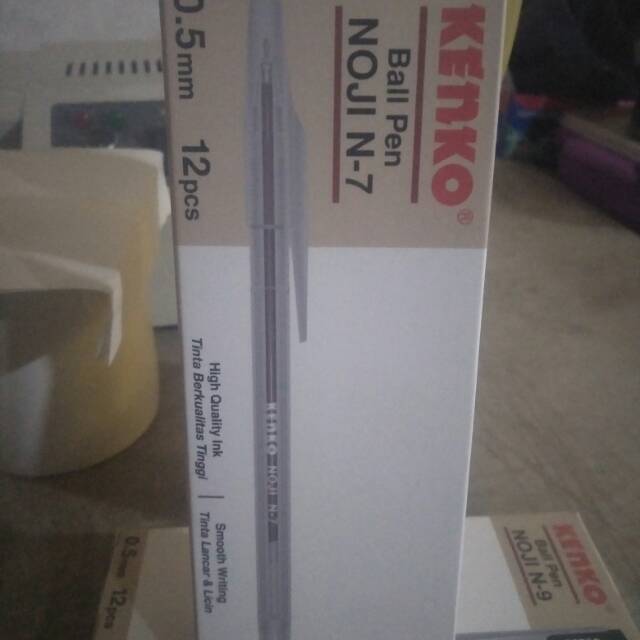 KENKO®
Ball Pen
NOJI N-7
0.5mm 12pcs
High Quality Ink
Tinta Berkualitas Tinggi
Smooth Writing
Tinta Lancar & Licin
KENKO NOJI N-7
KENKO
Ball Pen
NOJI N-9
0.5mm 12pcs